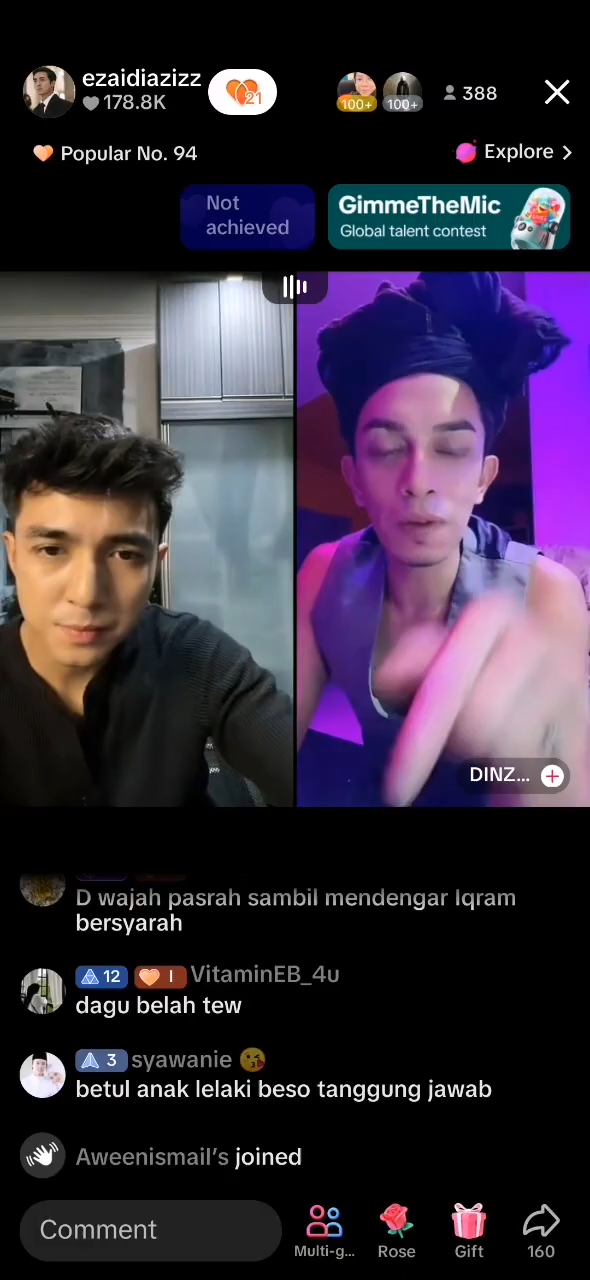 ezaidiazizz
178.8K
21
100+
100+
388
Popular No. 94
Explore
Not
achieved
GimmeTheMic
Global talent contest
DINZ...
D wajah pasrah sambil mendengar Iqram
bersyarah
12 I VitaminEB_4u
dagu belah tew
3 syawanie
betul anak lelaki beso tanggung jawab
Aweenismail's joined
Comment
Multi-g...
Rose
Gift
160